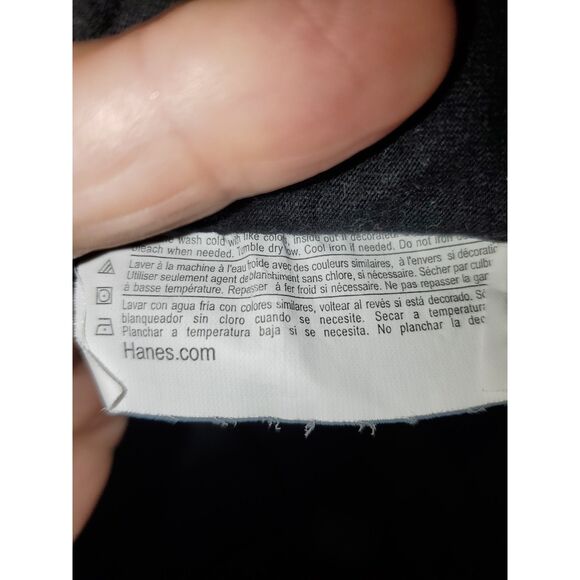 wash cold with like colors. Inside out if decorated.
bleach when needed. Tumble dry low. Cool iron if needed. Do not iron
Laver à la machine à l'eau froide avec des couleurs similaires, à l'envers si décoration
Utiliser seulement agent de blanchiment sans chlore, si nécessaire. Sécher par culbu
à basse température. Repasser à fer froid si nécessaire. Ne pas repasser la gar
Lavar con agua fria con colores similares, voltear al revés si está decorado.
blanqueador sin cloro cuando se necesite. Secar a temperatura
Planchar a temperatura baja si se necesita. No planchar la dec
Hanes.com